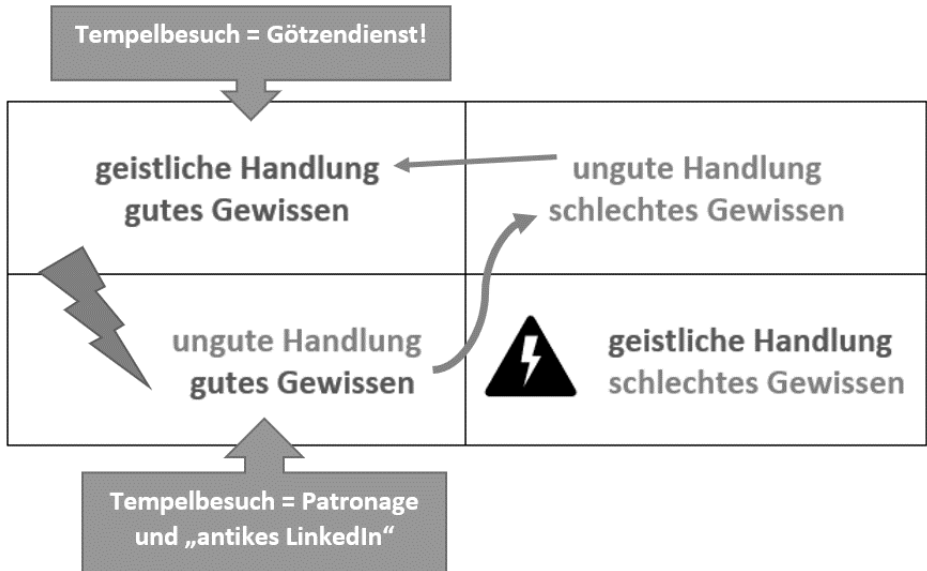 Tempelbesuch = Götzendienst!
geistliche Handlung
gutes Gewissen
ungute Handlung
schlechtes Gewissen
ungute Handlung
gutes Gewissen
geistliche Handlung
schlechtes Gewissen
Tempelbesuch = Patronage
und „antikes LinkedIn“